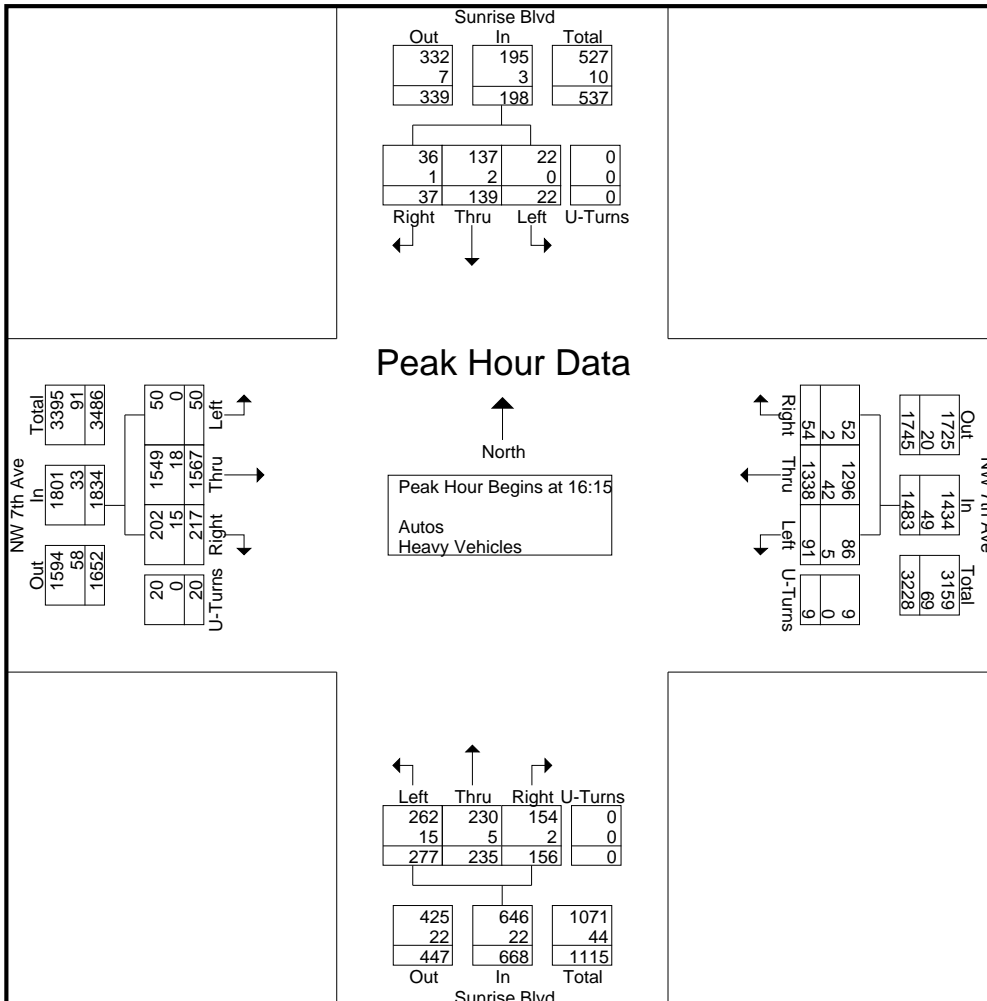 Sunrise Blvd
Out In Total
332 195 527
7 3 10
339 198 537
36 137 22 0
1 2 0 0
37 139 22 0
Right Thru Left U-Turns
Peak Hour Data
North
Peak Hour Begins at 16:15
Autos
Heavy Vehicles
NW 7th Ave
Total In Out
3395 1801 1594
91 33 58
3486 1834 1652
50 1549 202 20
0 18 15 0
50 1567 217 20
Left Thru Right U-Turns
NW 7th Ave
Out In Total
1725 1434 3159
20 49 69
1745 1483 3228
52 1296 86 9
2 42 5 0
54 1338 91 9
Right Thru Left U-Turns
Left Thru Right U-Turns
262 230 154 0
15 5 2 0
277 235 156 0
425 646 1071
22 22 44
447 668 1115
Out In Total
Sunrise Blvd